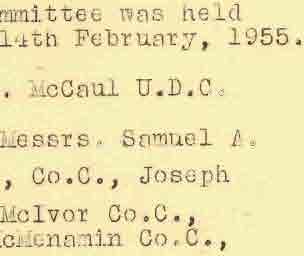 mmittee was held
14th February, 1955.
. McCaul U.D.C.
Messrs. Samuel A.
, Co.C., Joseph
McIvor Co.C.,
cMenamin Co.C.,